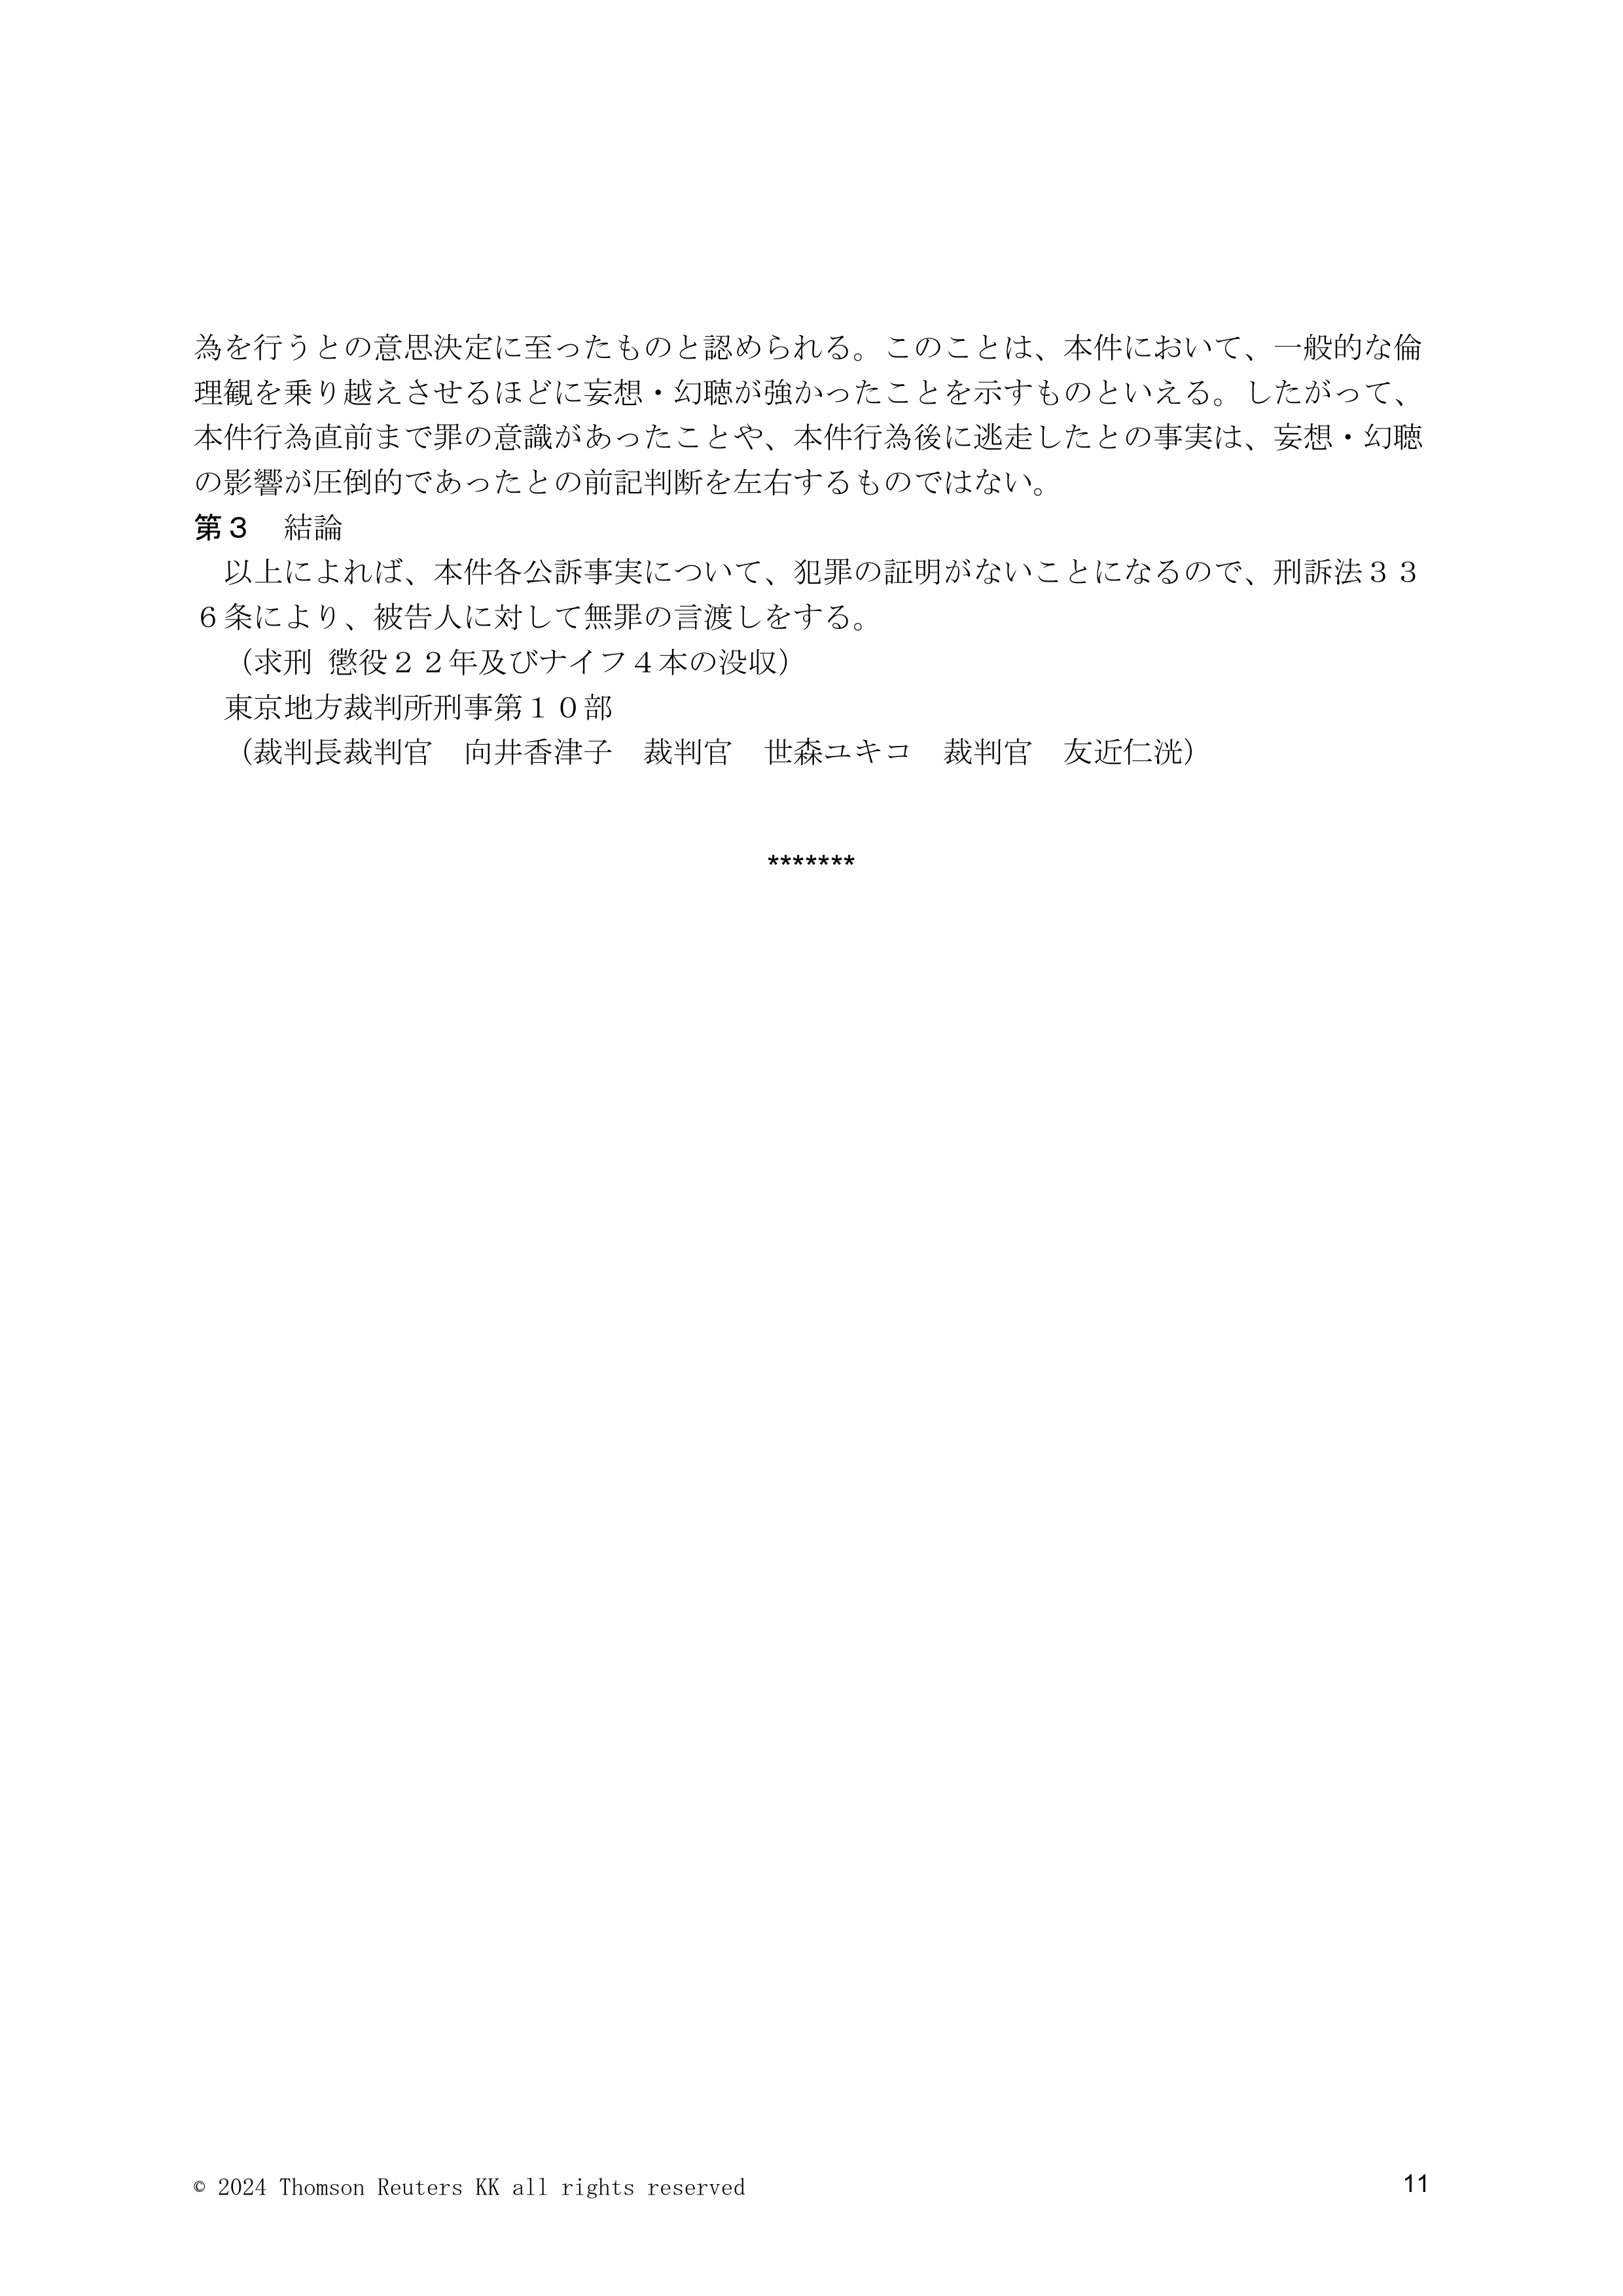 為を行うとの意思決定に至ったものと認められる。このことは、本件において、一般的な倫
理観を乗り越えさせるほどに妄想・幻聴が強かったことを示すものといえる。したがって、
本件行為直前まで罪の意識があったことや、本件行為後に逃走したとの事実は、妄想・幻聴
の影響が圧倒的であったとの前記判断を左右するものではない。
第３　結論
　以上によれば、本件各公訴事実について、犯罪の証明がないことになるので、刑訴法３３
６条により、被告人に対して無罪の言渡しをする。
　（求刑 懲役２２年及びナイフ４本の没収）
　東京地方裁判所刑事第１０部
　（裁判長裁判官　向井香津子　裁判官　世森ユキコ　裁判官　友近仁洸）
*******
© 2024 Thomson Reuters KK all rights reserved
11